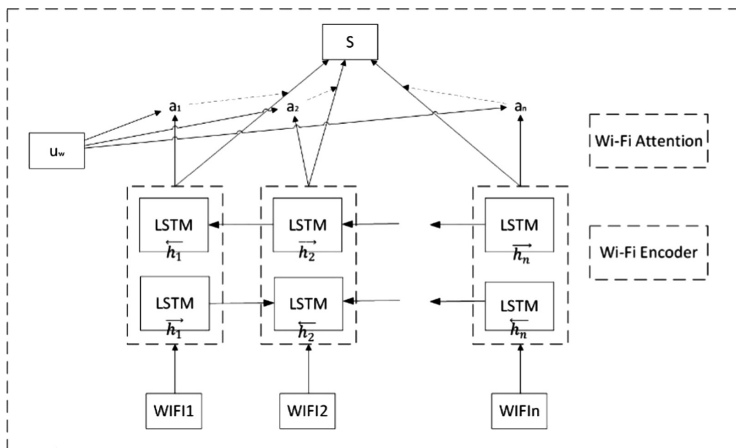 S
a₁ a₂ aₙ
u𝓌
Wi-Fi Attention
LSTM LSTM LSTM
←h₁ →h₂ →hₙ
Wi-Fi Encoder
LSTM LSTM LSTM
→h₁ ←h₂ ←hₙ
WIFI1 WIFI2 WIFIn